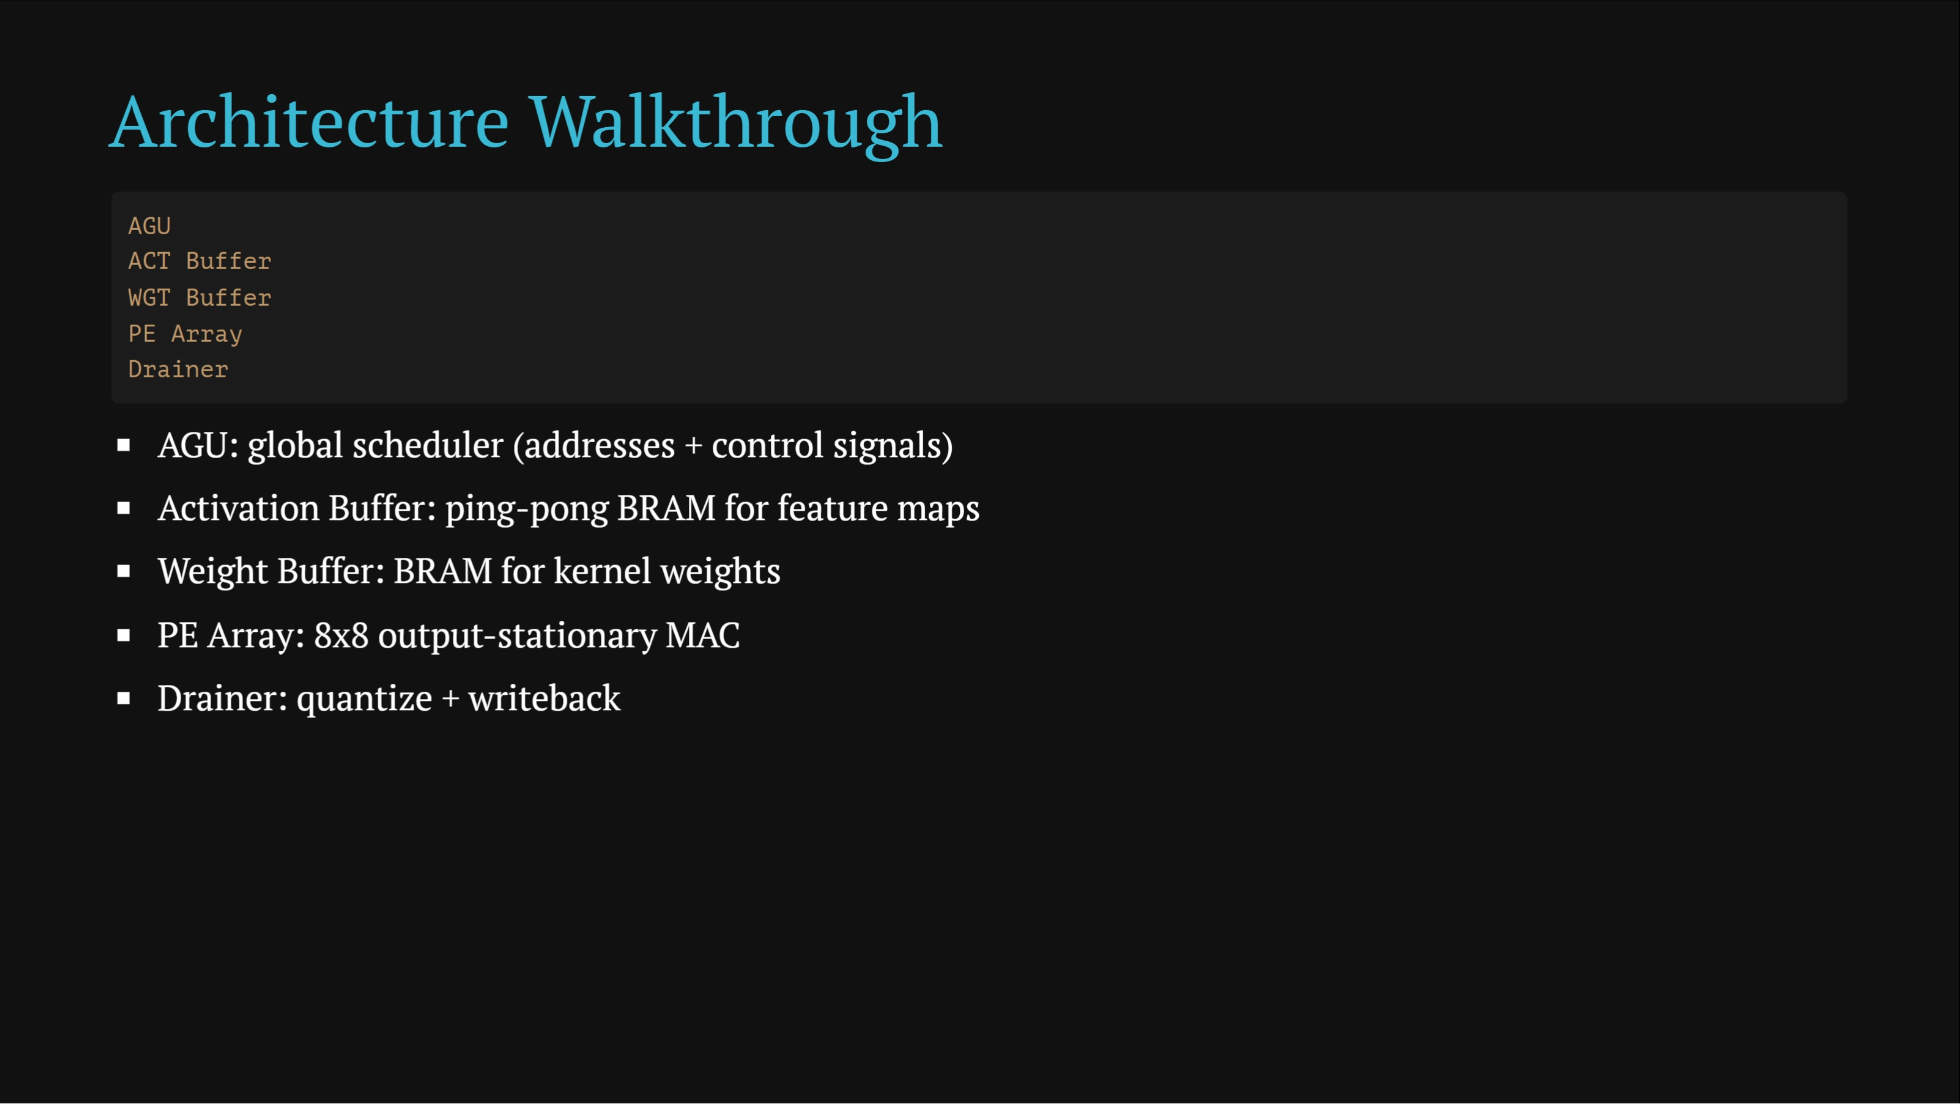 Architecture Walkthrough
AGU
ACT Buffer
WGT Buffer
PE Array
Drainer
▪ AGU: global scheduler (addresses + control signals)
▪ Activation Buffer: ping-pong BRAM for feature maps
▪ Weight Buffer: BRAM for kernel weights
▪ PE Array: 8x8 output-stationary MAC
▪ Drainer: quantize + writeback